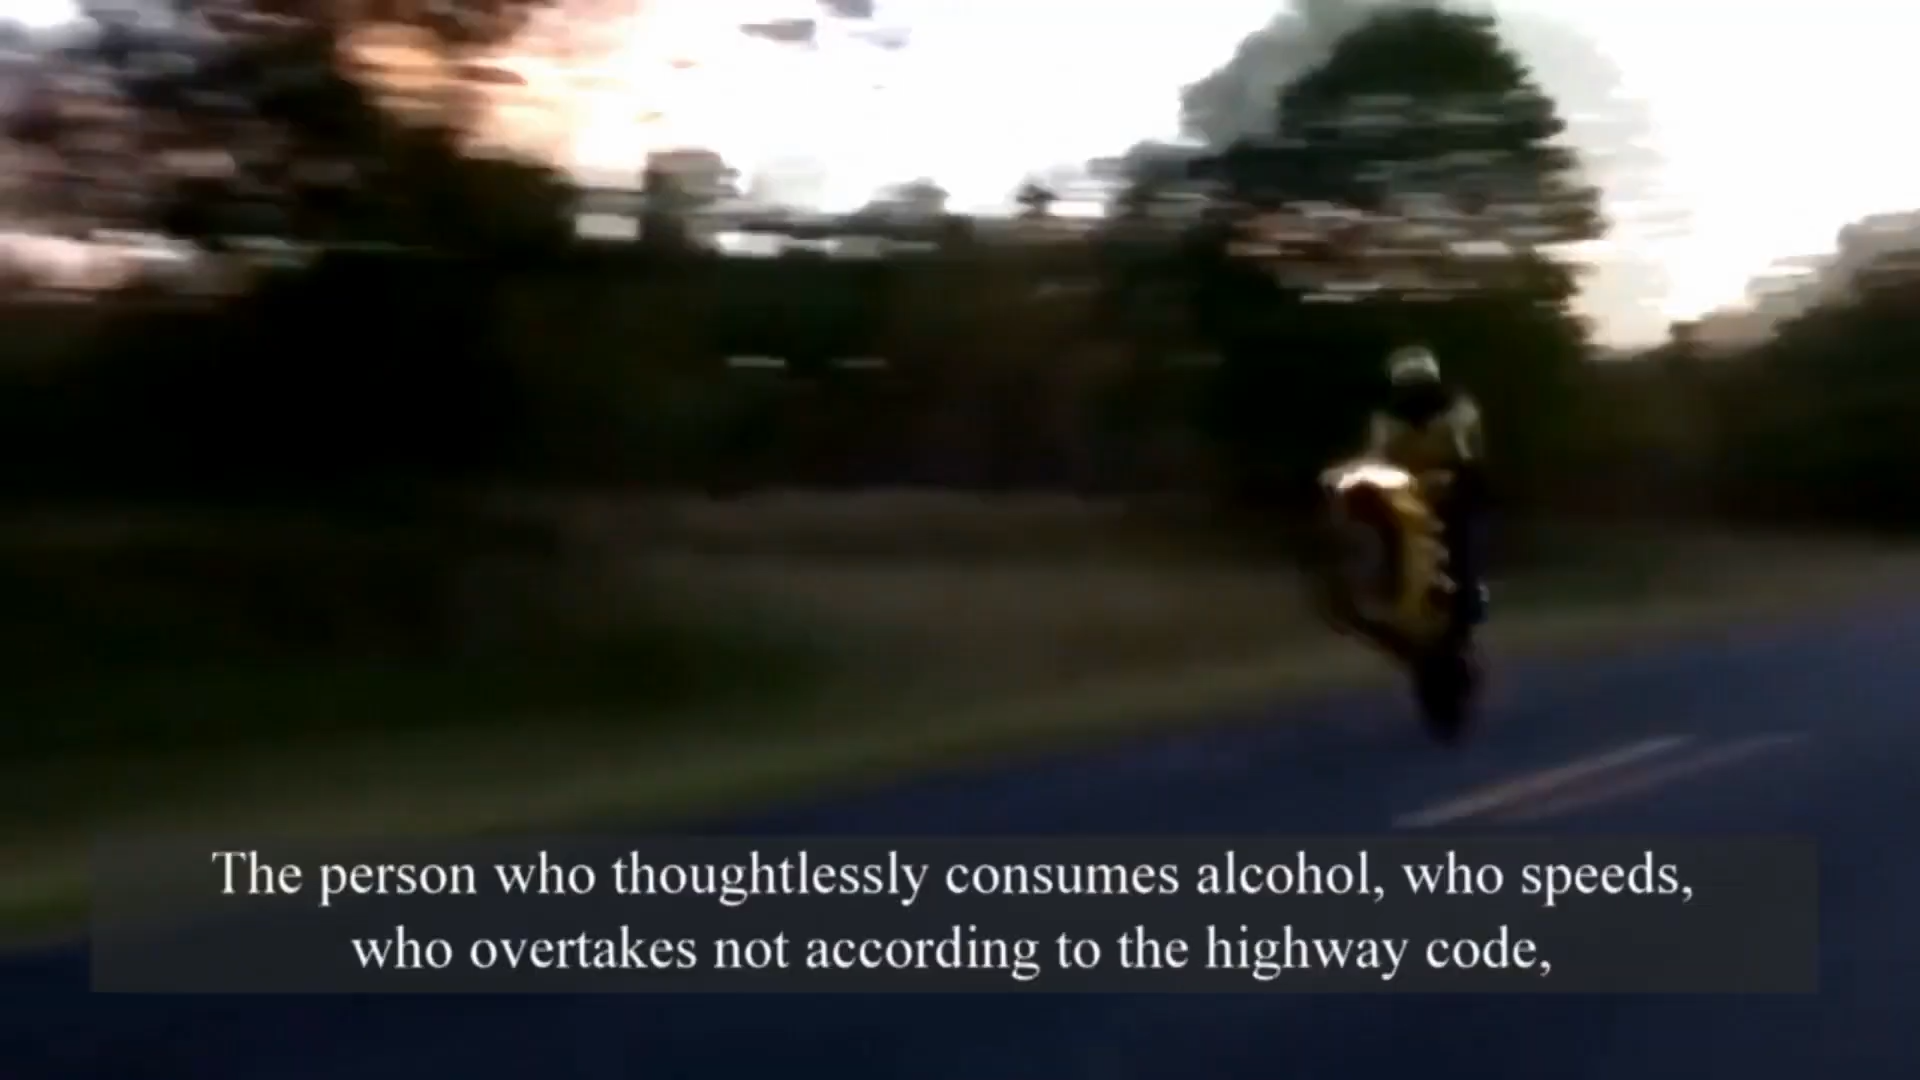 The person who thoughtlessly consumes alcohol, who speeds,
who overtakes not according to the highway code,